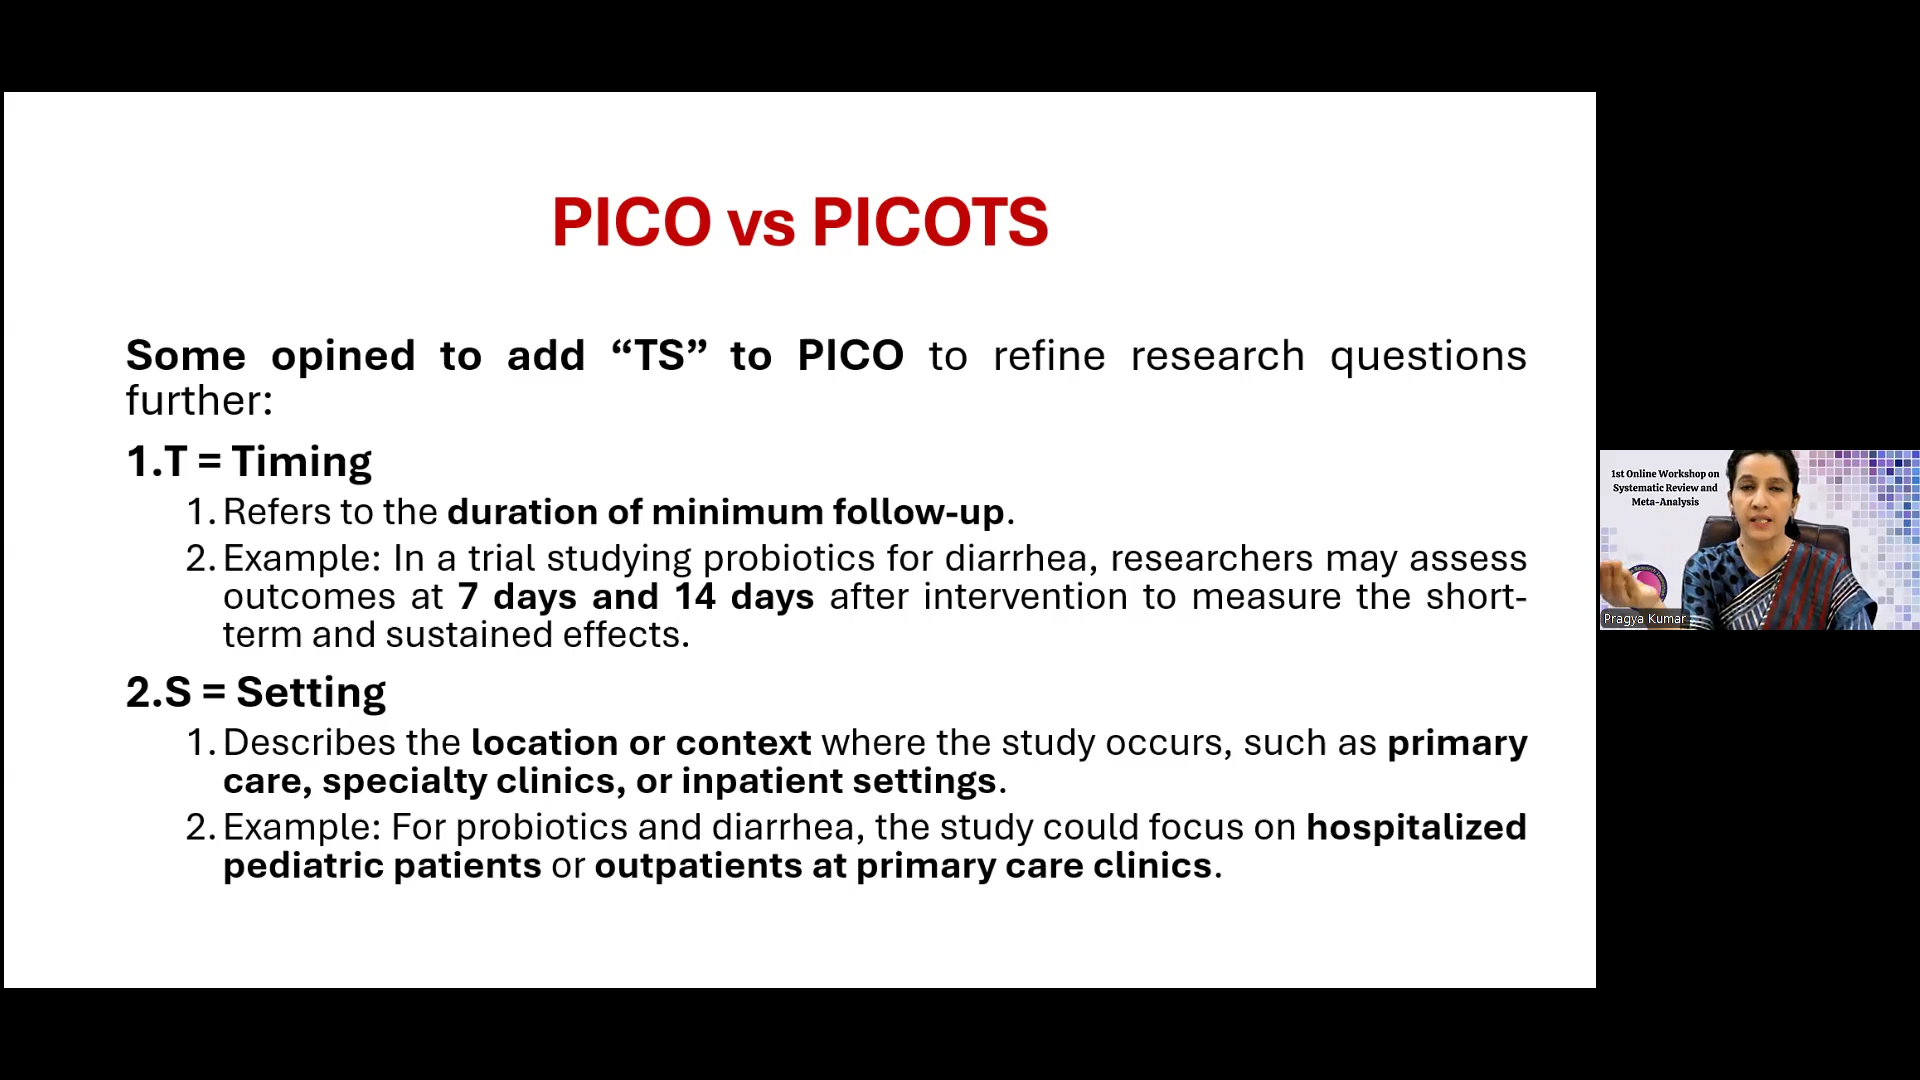 PICO vs PICOTS
Some opined to add “TS” to PICO to refine research questions
further:
1.T = Timing
1. Refers to the duration of minimum follow-up.
2. Example: In a trial studying probiotics for diarrhea, researchers may assess
outcomes at 7 days and 14 days after intervention to measure the short-
term and sustained effects.
2.S = Setting
1. Describes the location or context where the study occurs, such as primary
care, specialty clinics, or inpatient settings.
2. Example: For probiotics and diarrhea, the study could focus on hospitalized
pediatric patients or outpatients at primary care clinics.
1st Online Workshop on
Systematic Review and
Meta-Analysis
Pragya Kumar